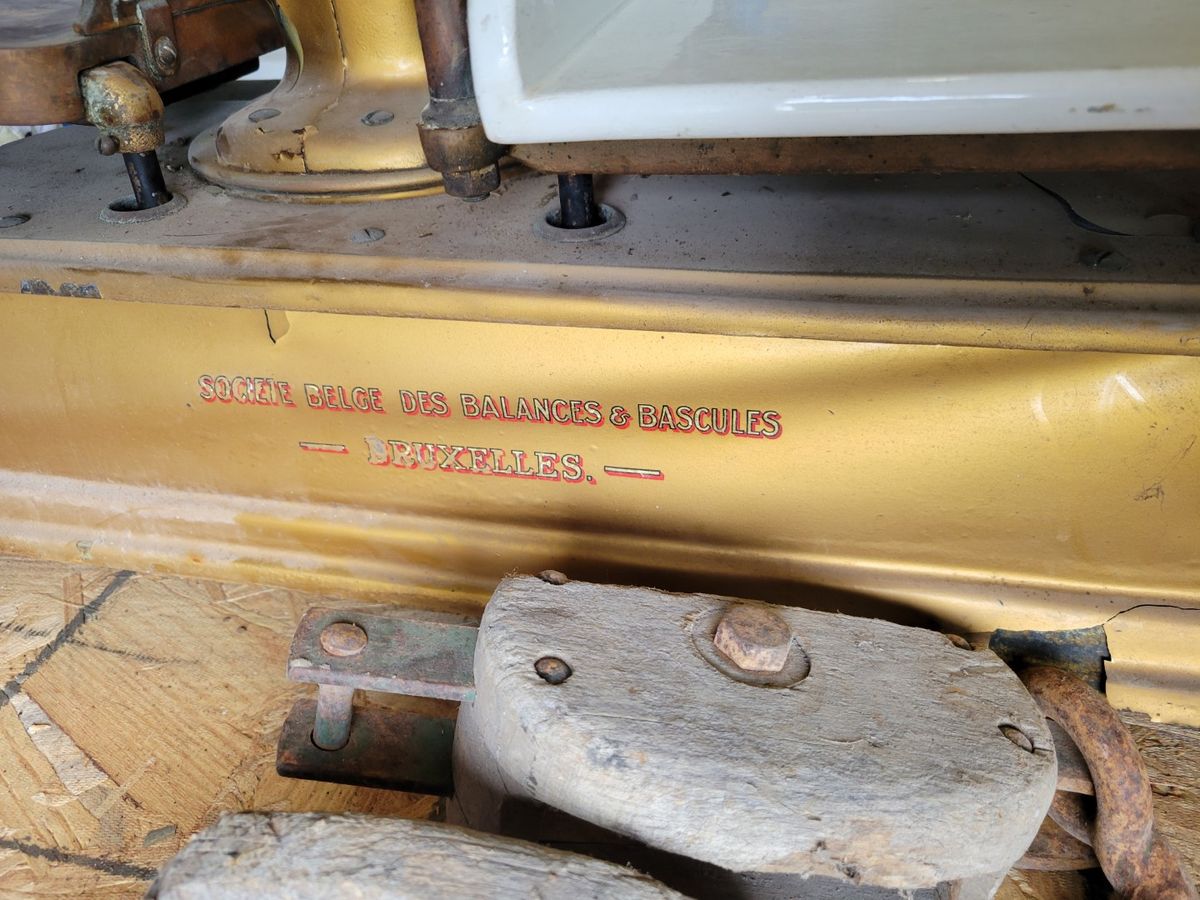 SOCIETE BELGE DES BALANCES & BASCULES
— BRUXELLES. —